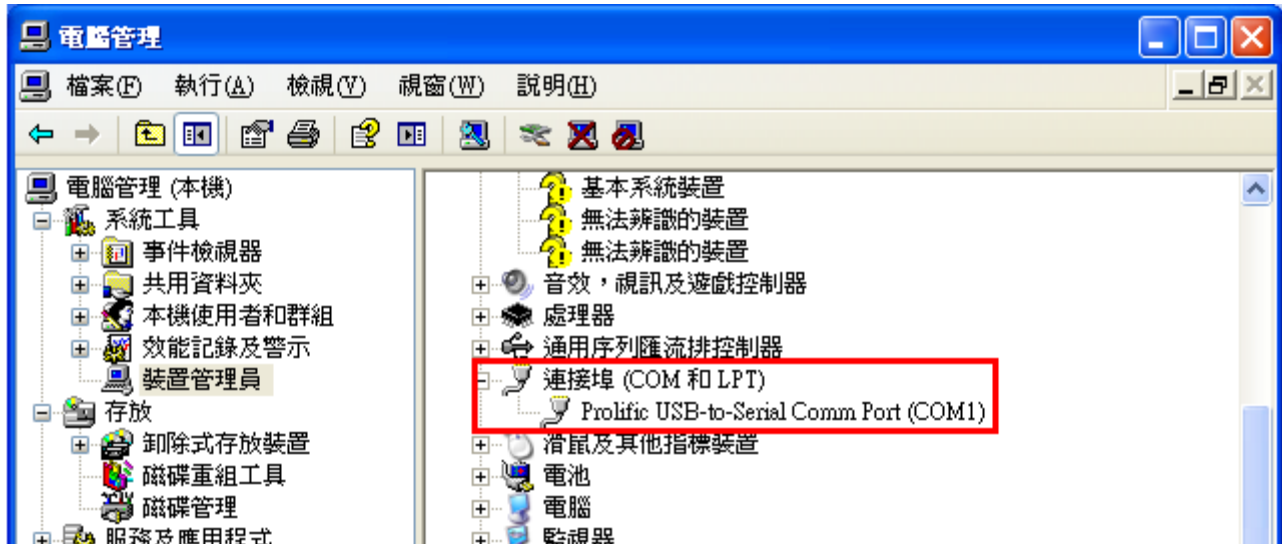 電腦管理
檔案(F) 執行(A) 檢視(V) 視窗(W) 說明(H)
電腦管理 (本機)
系統工具
事件檢視器
共用資料夾
本機使用者和群組
效能記錄及警示
裝置管理員
存放
卸除式存放裝置
磁碟重組工具
磁碟管理
服務及應用程式
基本系統裝置
無法辨識的裝置
無法辨識的裝置
音效，視訊及遊戲控制器
處理器
通用序列匯流排控制器
連接埠 (COM 和 LPT)
Prolific USB-to-Serial Comm Port (COM1)
滑鼠及其他指標裝置
電池
電腦
監視器